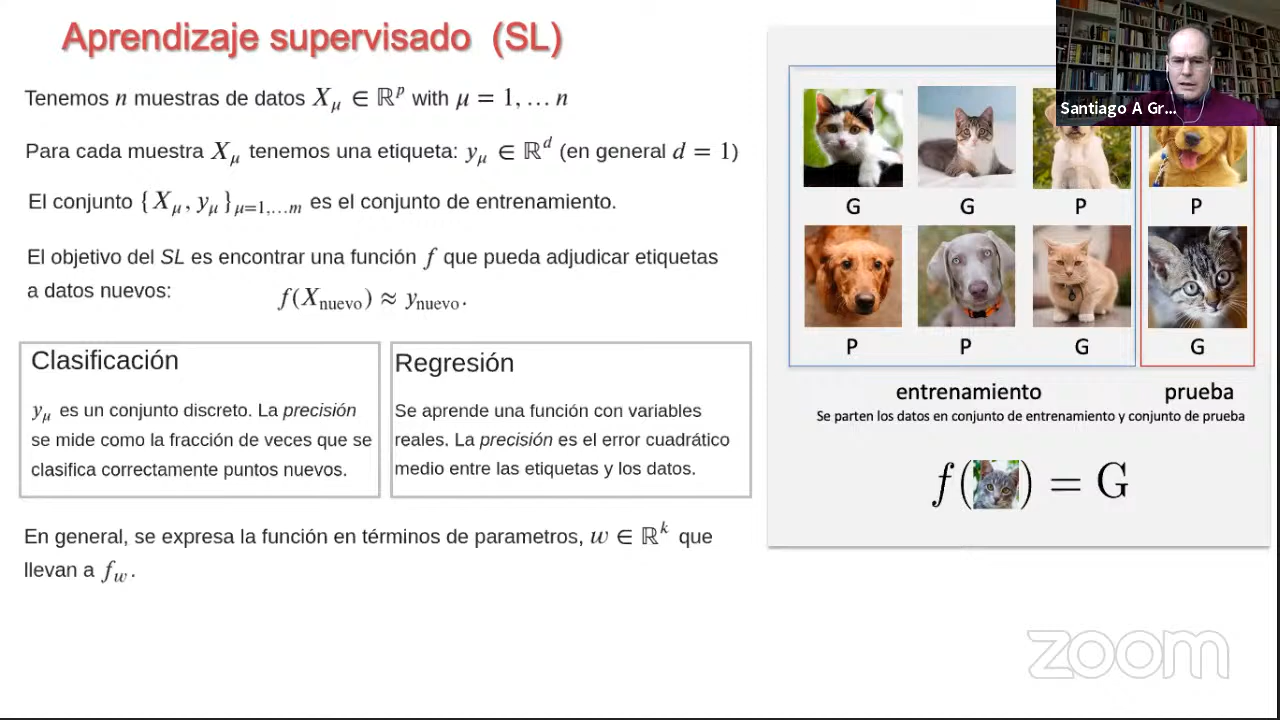 Aprendizaje supervisado (SL)
Tenemos n muestras de datos X_μ ∈ ℝ^p with μ = 1, … n
Para cada muestra X_μ tenemos una etiqueta: y_μ ∈ ℝ^d (en general d = 1)
El conjunto {X_μ, y_μ}_{μ=1,…m} es el conjunto de entrenamiento.
El objetivo del SL es encontrar una función f que pueda adjudicar etiquetas
a datos nuevos: f(X_nuevo) ≈ y_nuevo.
Clasificación
y_μ es un conjunto discreto. La precisión
se mide como la fracción de veces que se
clasifica correctamente puntos nuevos.
Regresión
Se aprende una función con variables
reales. La precisión es el error cuadrático
medio entre las etiquetas y los datos.
En general, se expresa la función en términos de parametros, w ∈ ℝ^k que
llevan a f_w.
Santiago A Gr...
G G P P
P P G G
entrenamiento prueba
Se parten los datos en conjunto de entrenamiento y conjunto de prueba
f( ) = G
zoom